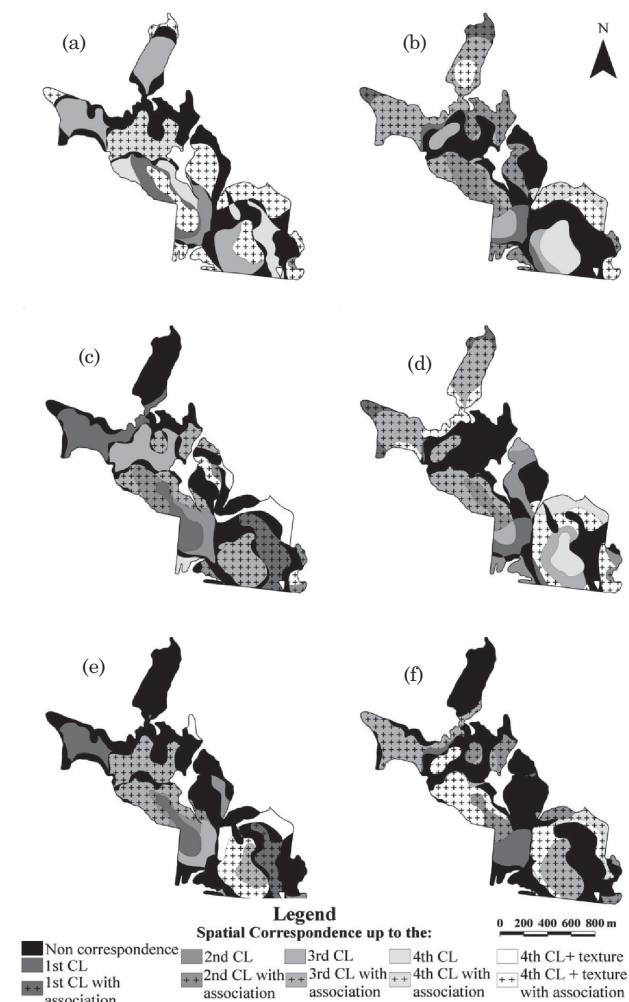 (a)
(b)
N
(c)
(d)
(e)
(f)
Legend
Spatial Correspondence up to the:
0 200 400 600 800 m
Non correspondence
1st CL
1st CL with association
2nd CL
2nd CL with association
3rd CL
3rd CL with association
4th CL
4th CL with association
4th CL+ texture
4th CL + texture with association